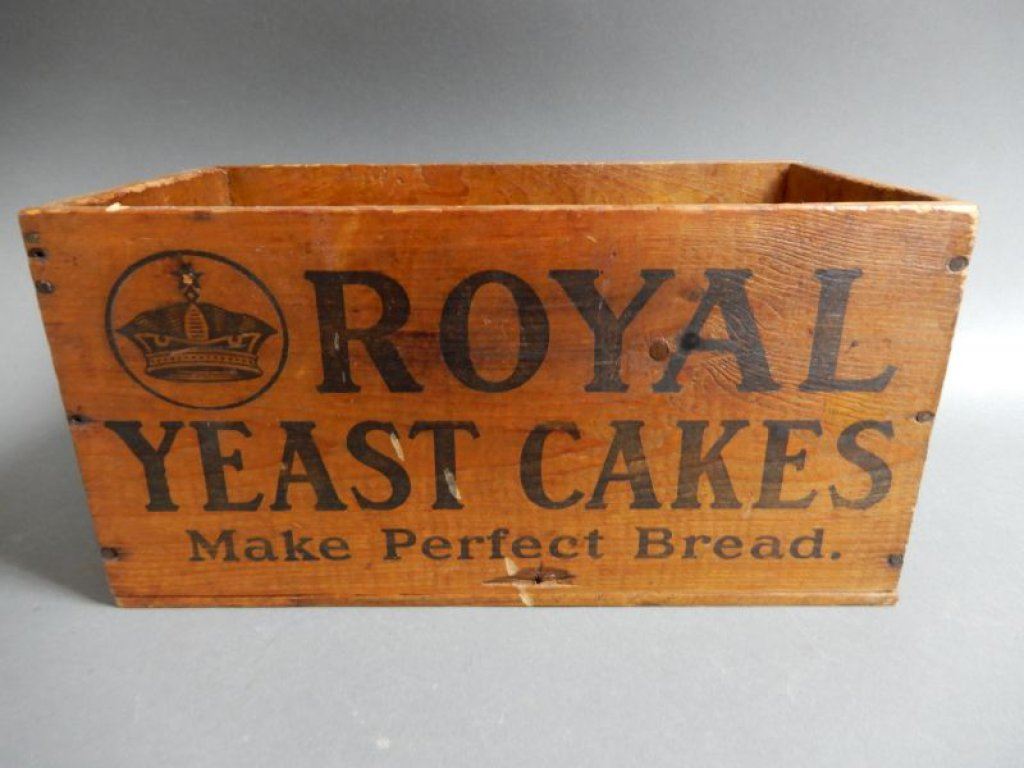 ROYAL
YEAST CAKES
Make Perfect Bread.